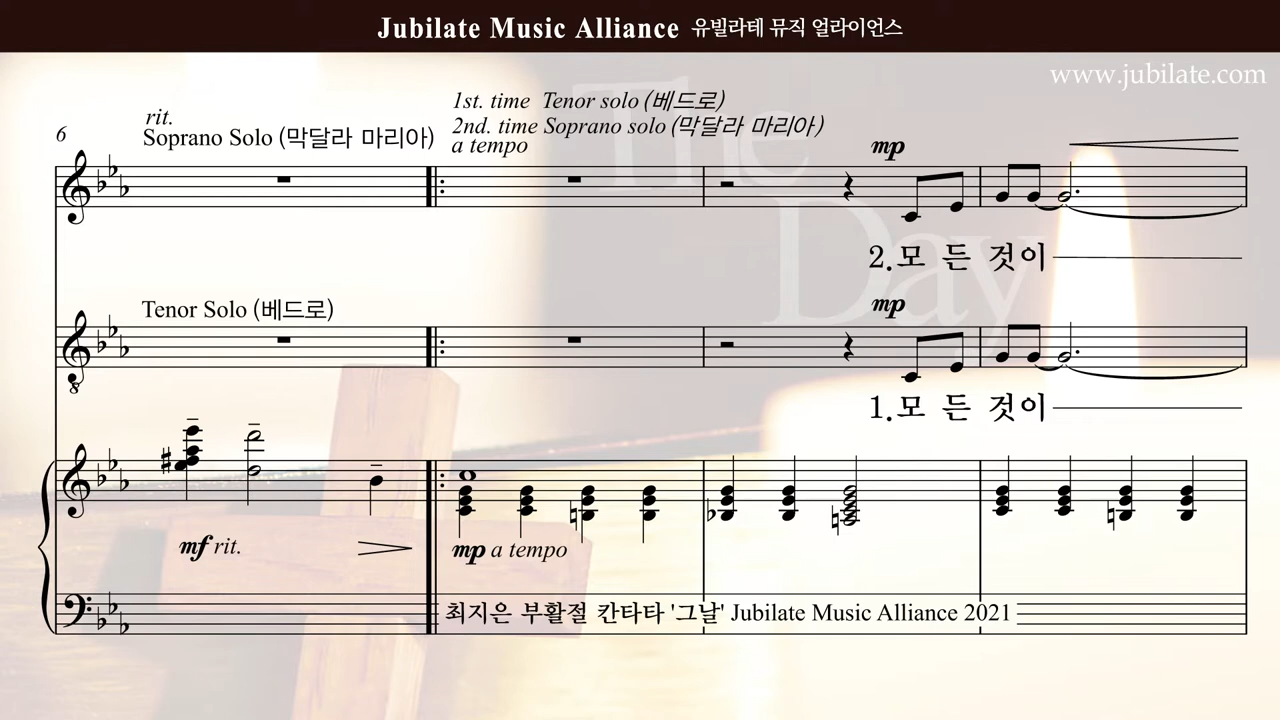 Jubilate Music Alliance 유빌라테 뮤직 얼라이언스
www.jubilate.com
The
Day
6
rit.
Soprano Solo (막달라 마리아)
1st. time Tenor solo (베드로)
2nd. time Soprano solo (막달라 마리아)
a tempo
mp
2.모 든 것이
Tenor Solo (베드로)
mp
1.모 든 것이
mf rit.
mp a tempo
최지은 부활절 칸타타 '그날' Jubilate Music Alliance 2021